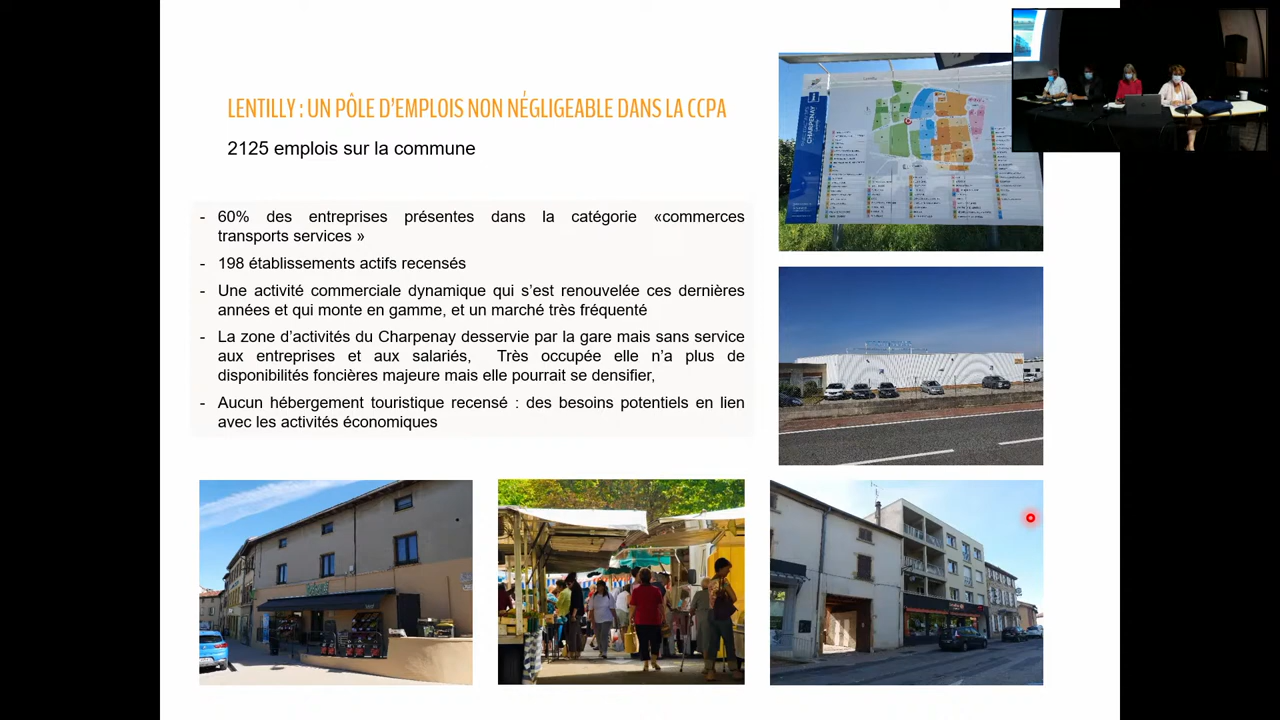 LENTILLY : UN PÔLE D'EMPLOIS NON NÉGLIGEABLE DANS LA CCPA
2125 emplois sur la commune
- 60% des entreprises présentes dans la catégorie «commerces
transports services »
- 198 établissements actifs recensés
- Une activité commerciale dynamique qui s'est renouvelée ces dernières
années et qui monte en gamme, et un marché très fréquenté
- La zone d'activités du Charpenay desservie par la gare mais sans service
aux entreprises et aux salariés, Très occupée elle n'a plus de
disponibilités foncières majeure mais elle pourrait se densifier,
- Aucun hébergement touristique recensé : des besoins potentiels en lien
avec les activités économiques
CHARPENAY